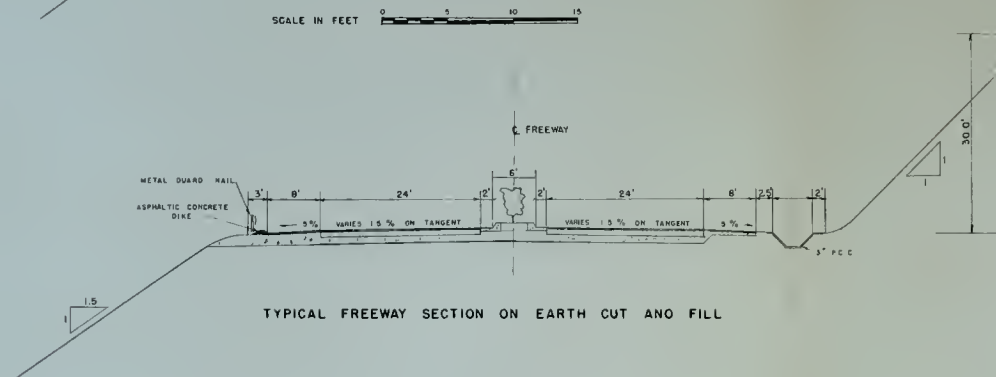 SCALE IN FEET
0 5 10 15
℄ FREEWAY
30.0'
1
1
6'
METAL GUARD RAIL
3' 8' 24' 2' 2' 24' 8' 2.5' 2'
ASPHALTIC CONCRETE
DIKE
5% VARIES 1.5 % ON TANGENT VARIES 1.5 % ON TANGENT 5%
3" P C C
1.5
1
TYPICAL FREEWAY SECTION ON EARTH CUT AND FILL